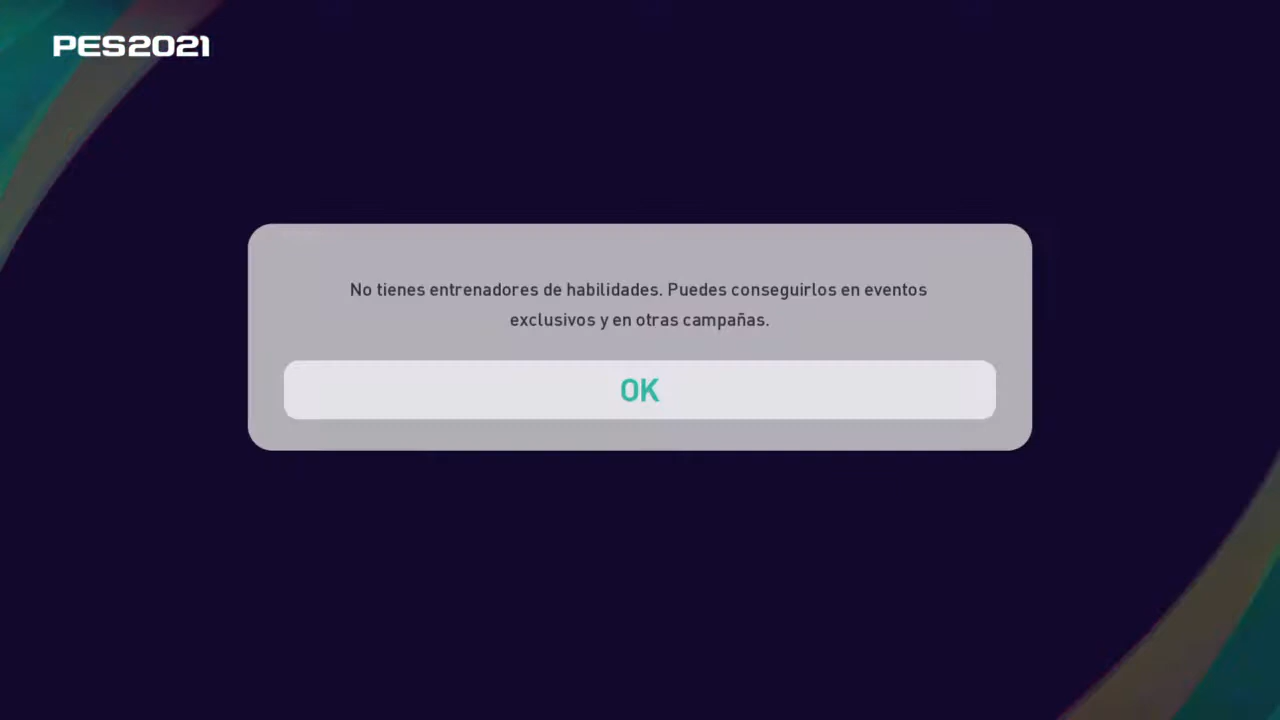 PES2021
No tienes entrenadores de habilidades. Puedes conseguirlos en eventos
exclusivos y en otras campañas.
OK